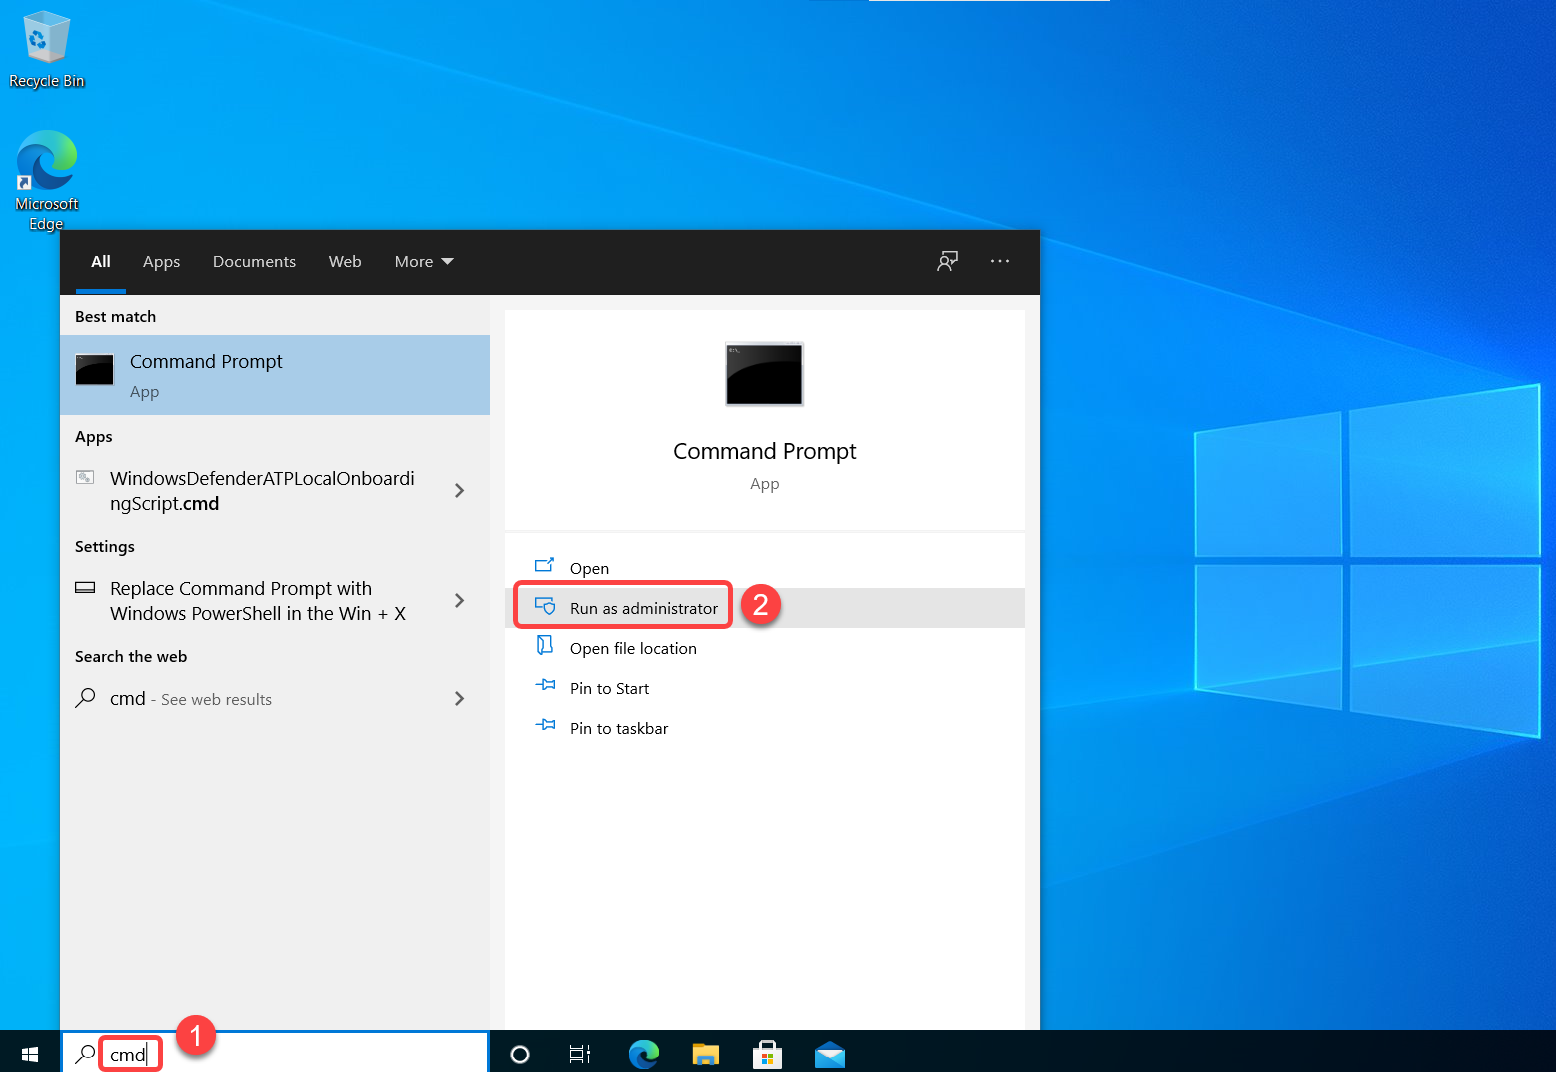 Recycle Bin
Microsoft
Edge
All Apps Documents Web More
Best match
Command Prompt
App
Apps
WindowsDefenderATPLocalOnboardi
ngScript.cmd
Settings
Replace Command Prompt with
Windows PowerShell in the Win + X
Search the web
cmd - See web results
Command Prompt
App
Open
Run as administrator
2
Open file location
Pin to Start
Pin to taskbar
1
cmd